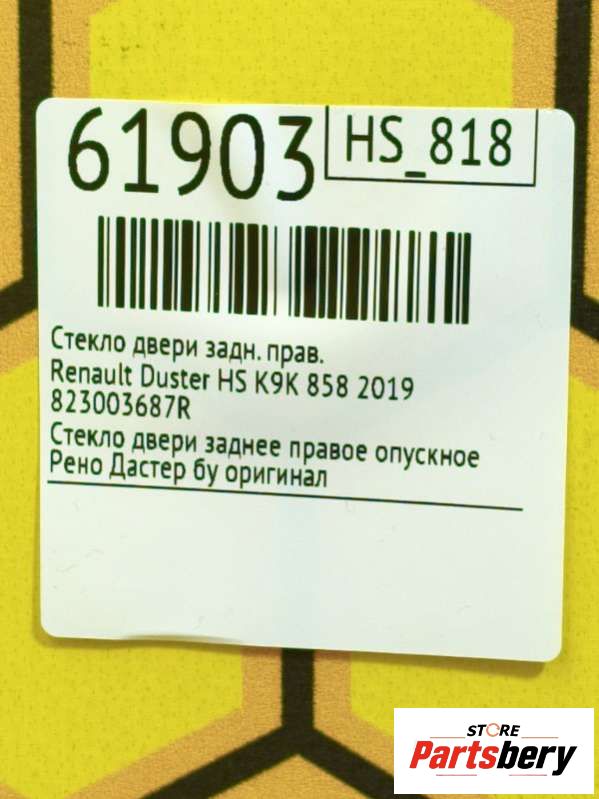 61903
HS_818
Стекло двери задн. прав.
Renault Duster HS K9K 858 2019
823003687R
Стекло двери заднее правое опускное
Рено Дастер бу оригинал
STORE
Partsbery